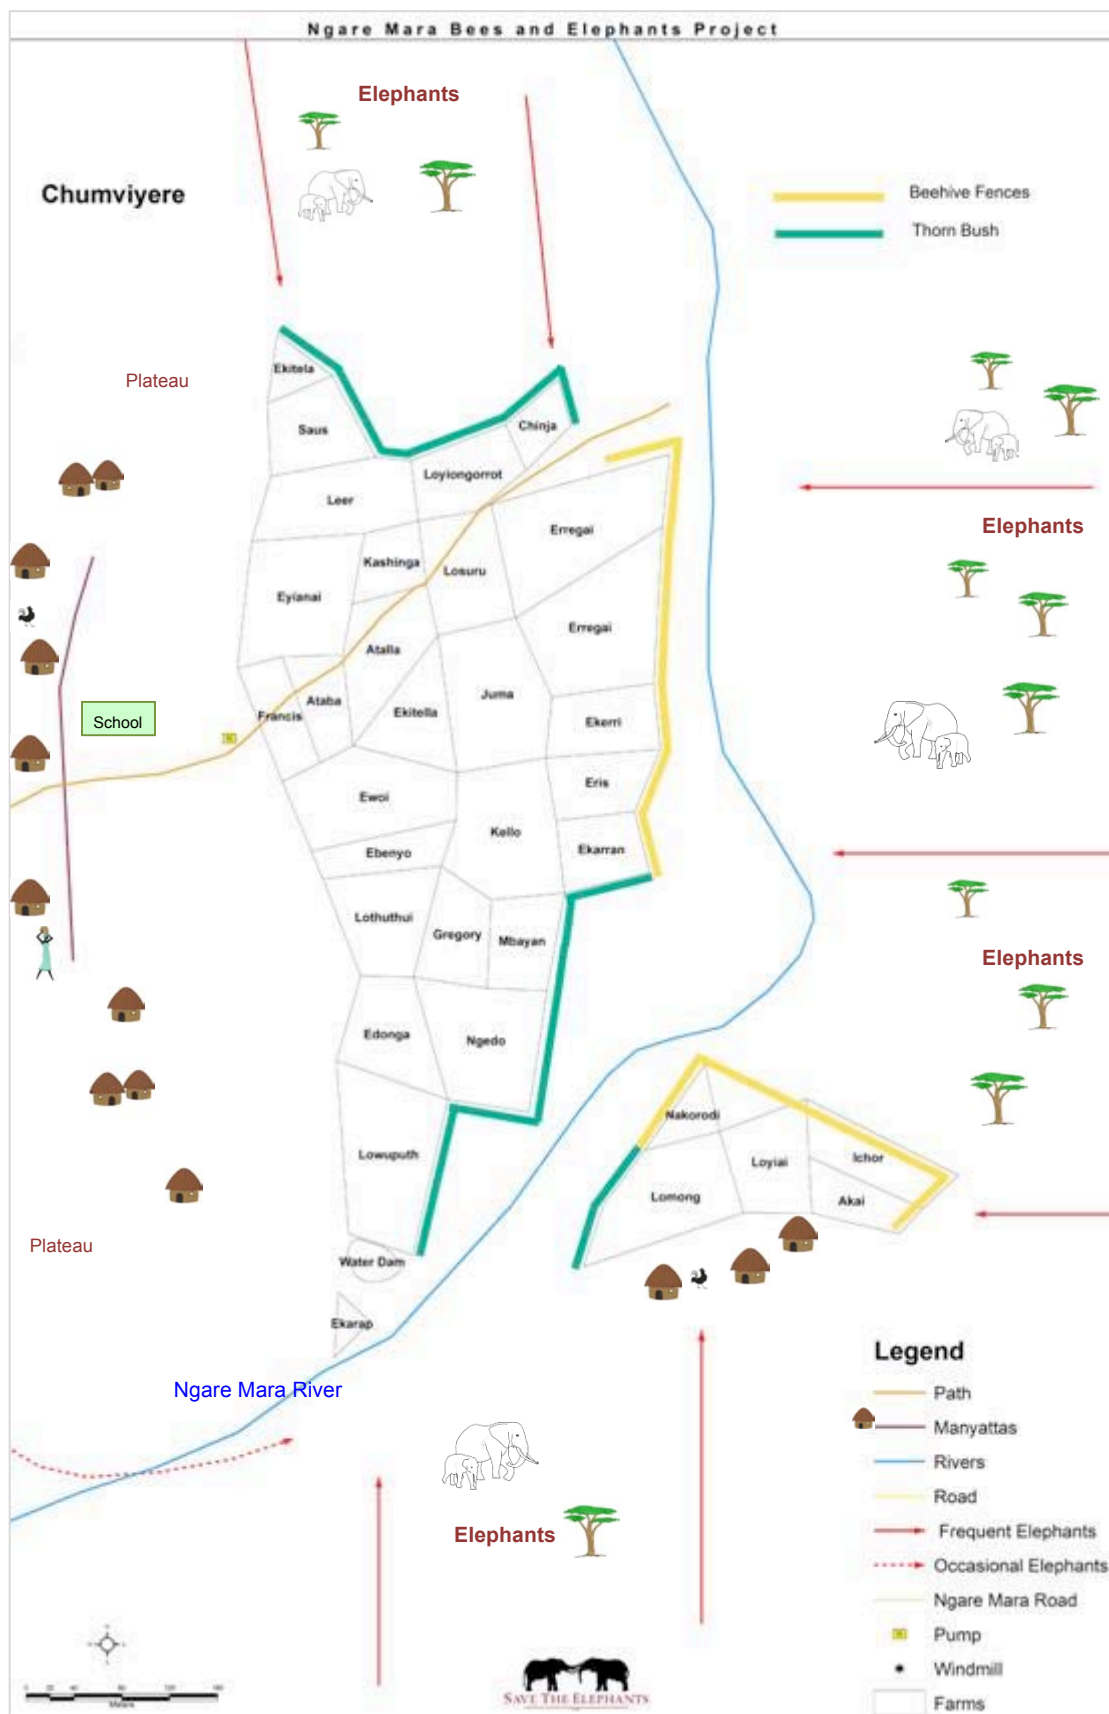 Ngare Mara Bees and Elephants Project
Elephants
Chumviyere
Beehive Fences
Thorn Bush
Plateau
Ekitela
Saus
Chinja
Loyiongorrot
Leer
Elephants
Erregai
Kashinga
Losuru
Eyianai
Erregai
Atalla
Juma
Ataba
Ekitella
Francis
School
Ekerri
Eris
Ewoi
Kello
Ebenyo
Ekarran
Lothuthui
Gregory
Mbayan
Elephants
Edonga
Ngedo
Nakorodi
Lowuputh
Loyiai
Ichor
Lomong
Akai
Plateau
Water Dam
Ekarap
Ngare Mara River
Elephants
Legend
Path
Manyattas
Rivers
Road
Frequent Elephants
Occasional Elephants
Ngare Mara Road
Pump
Windmill
Farms
Meters
SAVE THE ELEPHANTS